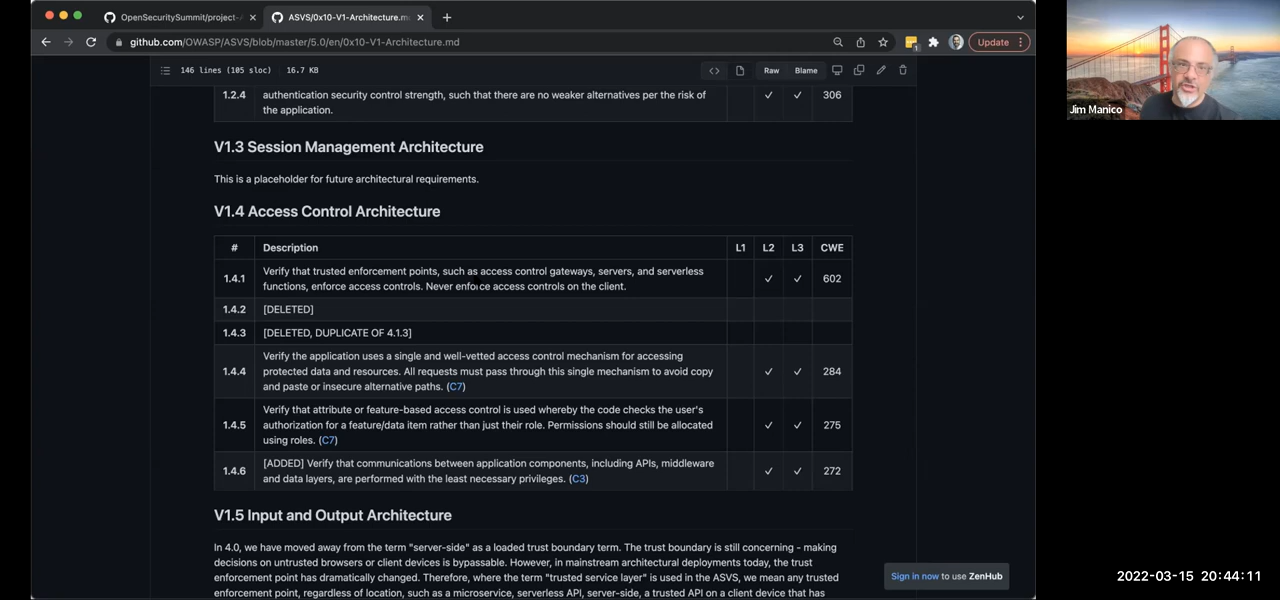 OpenSecuritySummit/project-
ASVS/0x10-V1-Architecture.m
github.com/OWASP/ASVS/blob/master/5.0/en/0x10-V1-Architecture.md
1
Update
146 lines (105 sloc)
16.7 KB
Raw
Blame
Jim Manico
1.2.4
authentication security control strength, such that there are no weaker alternatives per the risk of
the application.
✓ ✓ 306
V1.3 Session Management Architecture
This is a placeholder for future architectural requirements.
V1.4 Access Control Architecture
# Description L1 L2 L3 CWE
1.4.1
Verify that trusted enforcement points, such as access control gateways, servers, and serverless
functions, enforce access controls. Never enforce access controls on the client.
✓ ✓ 602
1.4.2 [DELETED]
1.4.3 [DELETED, DUPLICATE OF 4.1.3]
1.4.4
Verify the application uses a single and well-vetted access control mechanism for accessing
protected data and resources. All requests must pass through this single mechanism to avoid copy
and paste or insecure alternative paths. (C7)
✓ ✓ 284
1.4.5
Verify that attribute or feature-based access control is used whereby the code checks the user's
authorization for a feature/data item rather than just their role. Permissions should still be allocated
using roles. (C7)
✓ ✓ 275
1.4.6
[ADDED] Verify that communications between application components, including APIs, middleware
and data layers, are performed with the least necessary privileges. (C3)
✓ ✓ 272
V1.5 Input and Output Architecture
In 4.0, we have moved away from the term "server-side" as a loaded trust boundary term. The trust boundary is still concerning - making
decisions on untrusted browsers or client devices is bypassable. However, in mainstream architectural deployments today, the trust
enforcement point has dramatically changed. Therefore, where the term "trusted service layer" is used in the ASVS, we mean any trusted
enforcement point, regardless of location, such as a microservice, serverless API, server-side, a trusted API on a client device that has
Sign in now to use ZenHub
2022-03-15 20:44:11